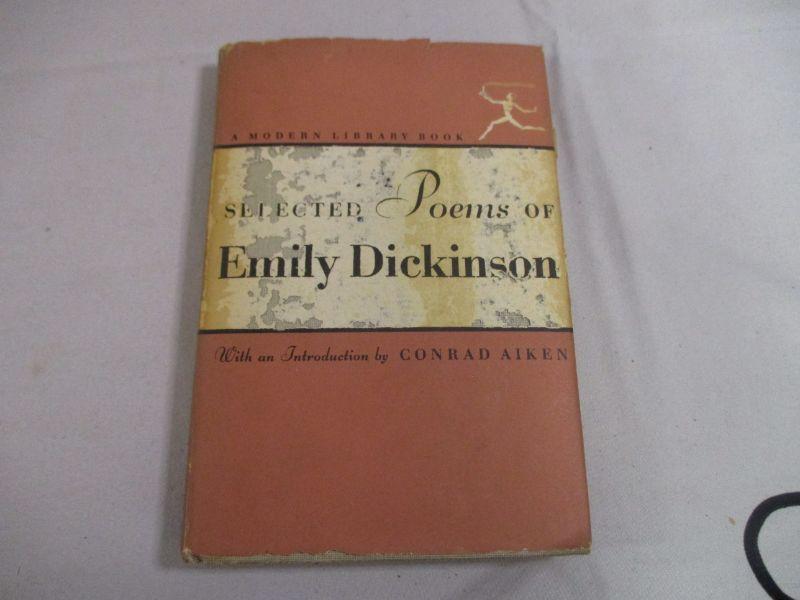 A MODERN LIBRARY BOOK
SELECTED Poems OF
Emily Dickinson
With an Introduction by CONRAD AIKEN